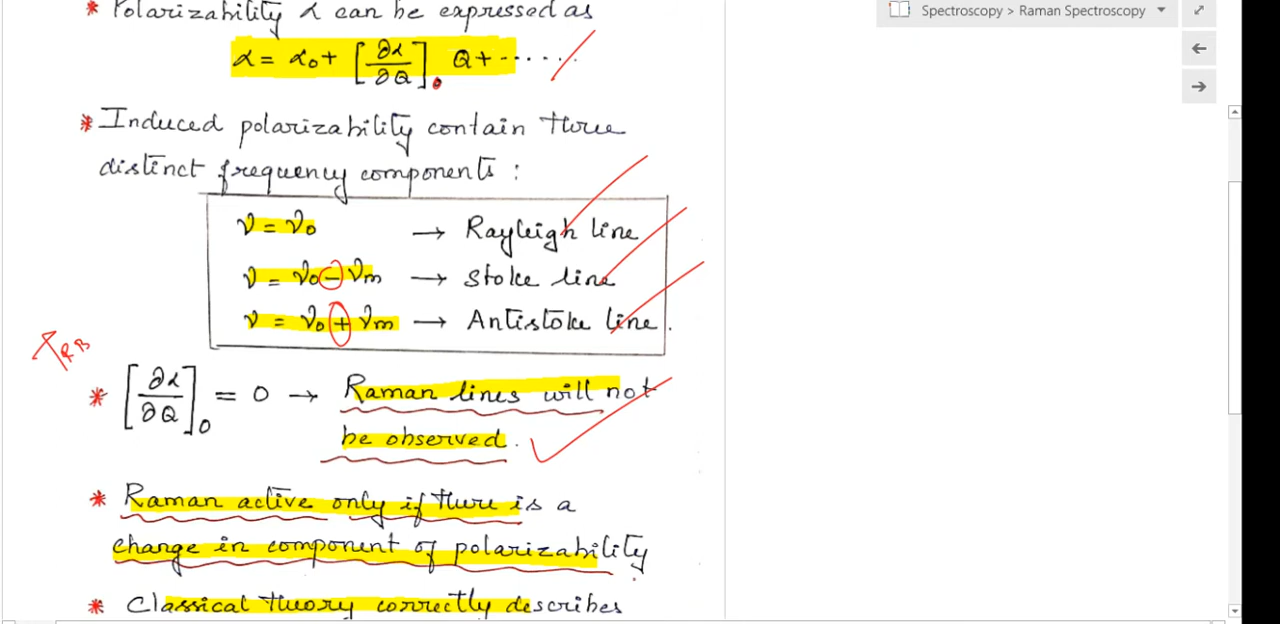 Spectroscopy > Raman Spectroscopy
* Polarizability α can be expressed as
α = α₀ + [∂α/∂Q]₀ Q + ......
* Induced polarizability contain three
distinct frequency components :
ν = ν₀ → Rayleigh line
ν = ν₀ - νm → Stoke line
ν = ν₀ + νm → Antistoke line.
RB
* [∂α/∂Q]₀ = 0 → Raman lines will not
be observed.
* Raman active only if there is a
change in component of polarizability
* Classical theory correctly describes